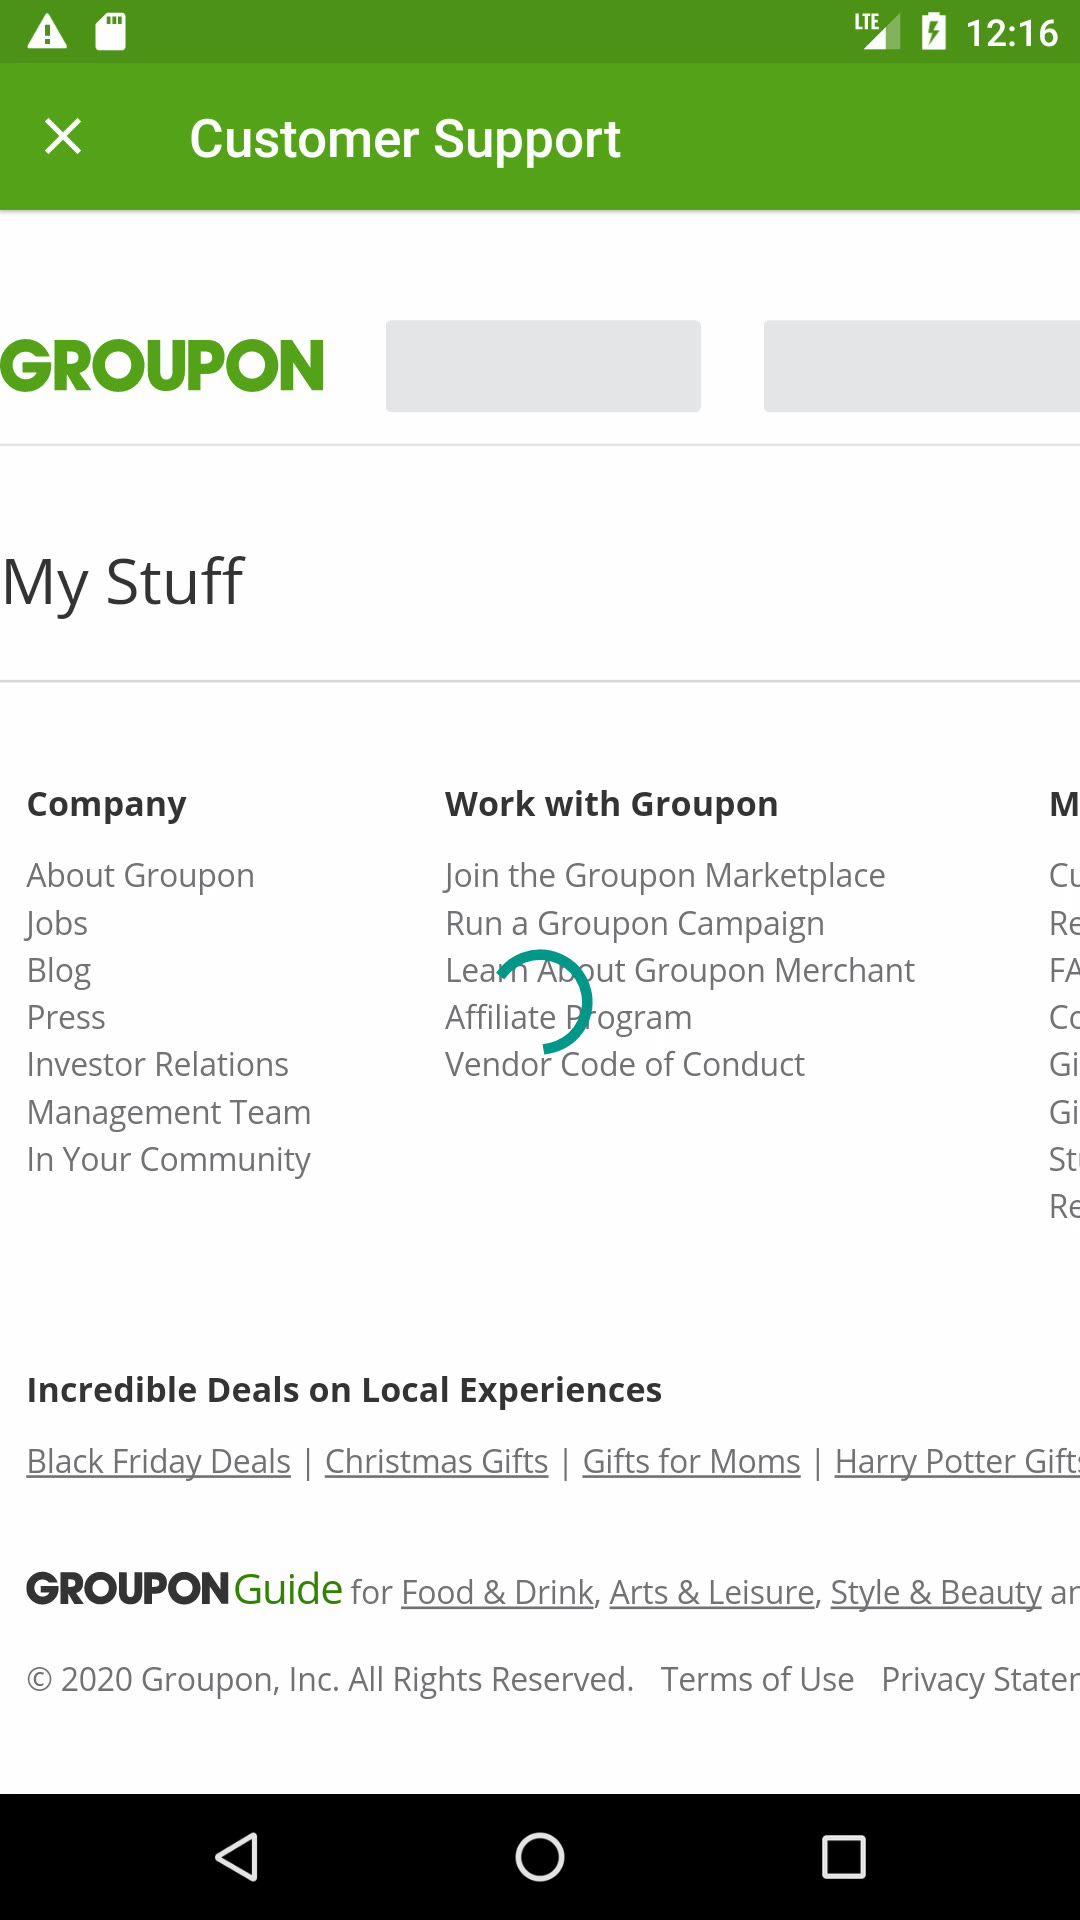 LTE 12:16
Customer Support
GROUPON
My Stuff
Company
About Groupon
Jobs
Blog
Press
Investor Relations
Management Team
In Your Community
Work with Groupon
Join the Groupon Marketplace
Run a Groupon Campaign
Learn About Groupon Merchant
Affiliate Program
Vendor Code of Conduct
M
Cu
Re
FA
Co
Gi
Gi
Stu
Re
Incredible Deals on Local Experiences
Black Friday Deals | Christmas Gifts | Gifts for Moms | Harry Potter Gifts
GROUPON Guide for Food & Drink, Arts & Leisure, Style & Beauty an
© 2020 Groupon, Inc. All Rights Reserved. Terms of Use Privacy Stater